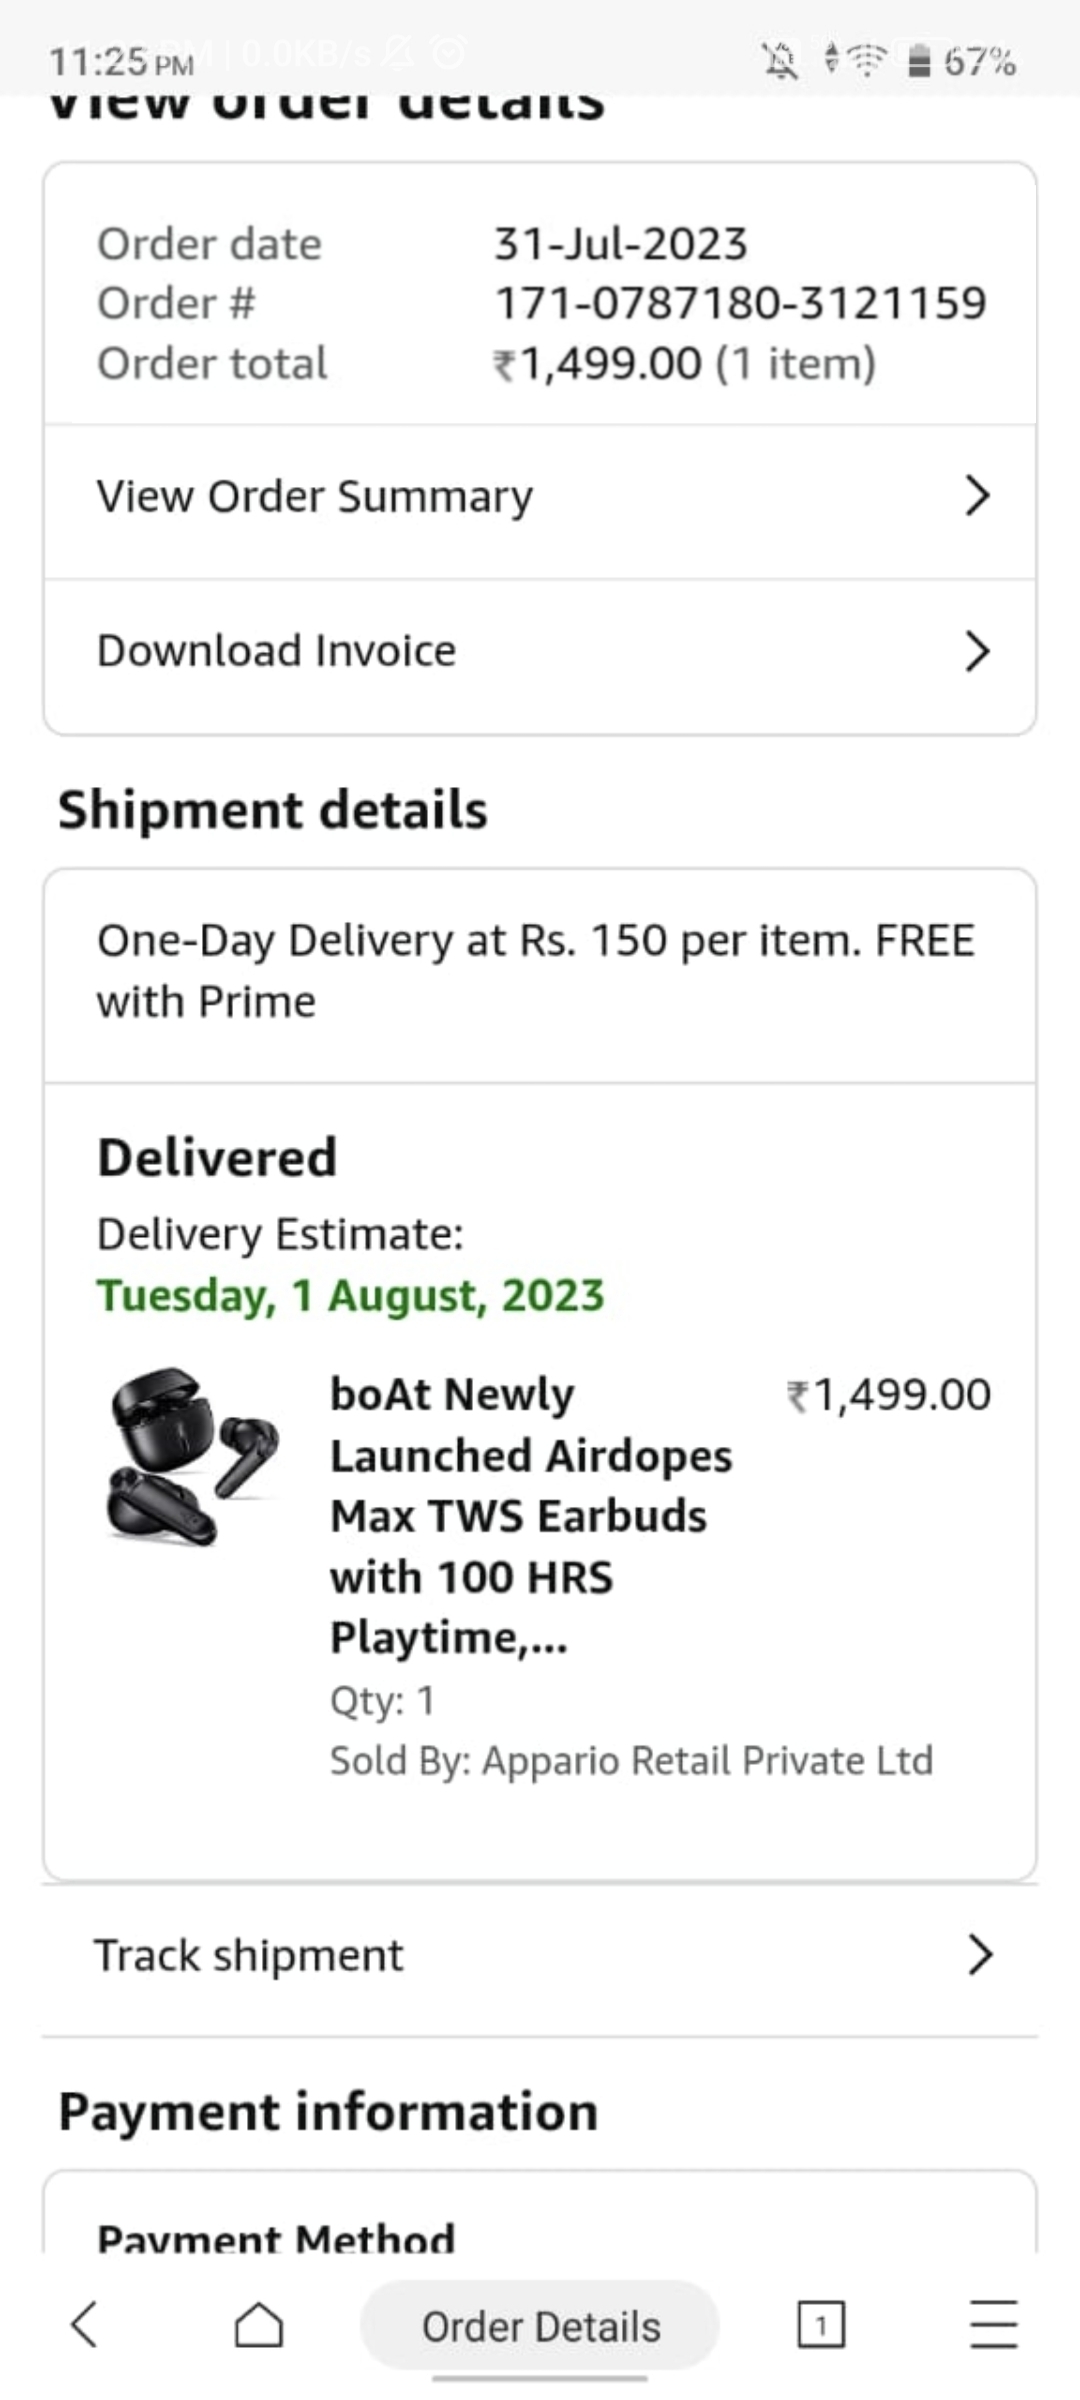 11:25 PM
PM | 0.0KB/s
67%
View order details
Order date 31-Jul-2023
Order # 171-0787180-3121159
Order total ₹1,499.00 (1 item)
View Order Summary
Download Invoice
Shipment details
One-Day Delivery at Rs. 150 per item. FREE
with Prime
Delivered
Delivery Estimate:
Tuesday, 1 August, 2023
boAt Newly ₹1,499.00
Launched Airdopes
Max TWS Earbuds
with 100 HRS
Playtime,...
Qty: 1
Sold By: Appario Retail Private Ltd
Track shipment
Payment information
Payment Method
Order Details
1